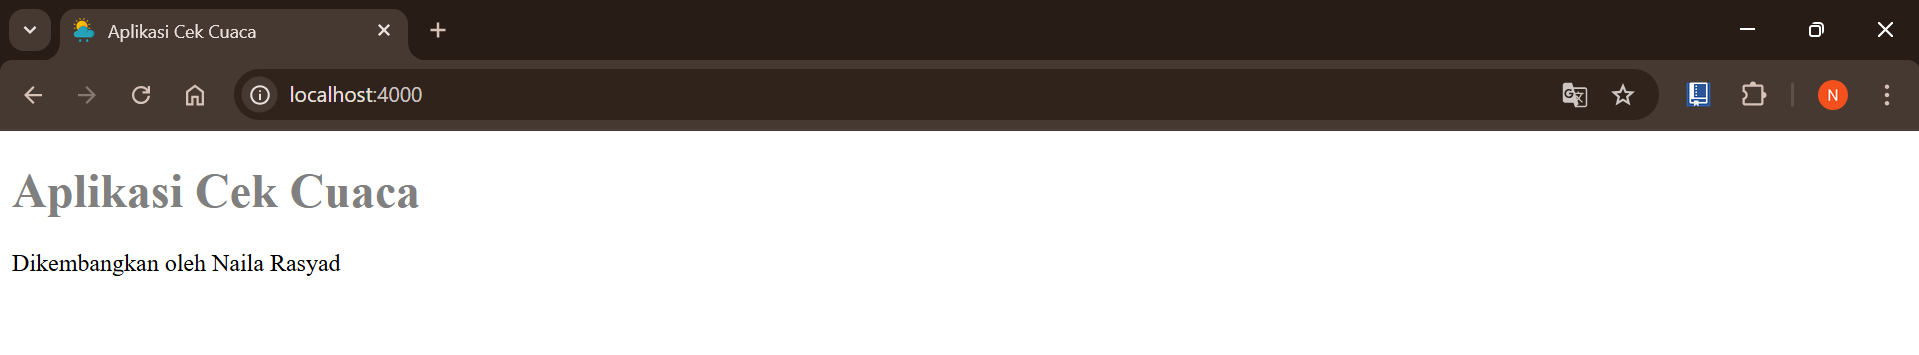 Aplikasi Cek Cuaca
localhost:4000
N
Aplikasi Cek Cuaca
Dikembangkan oleh Naila Rasyad